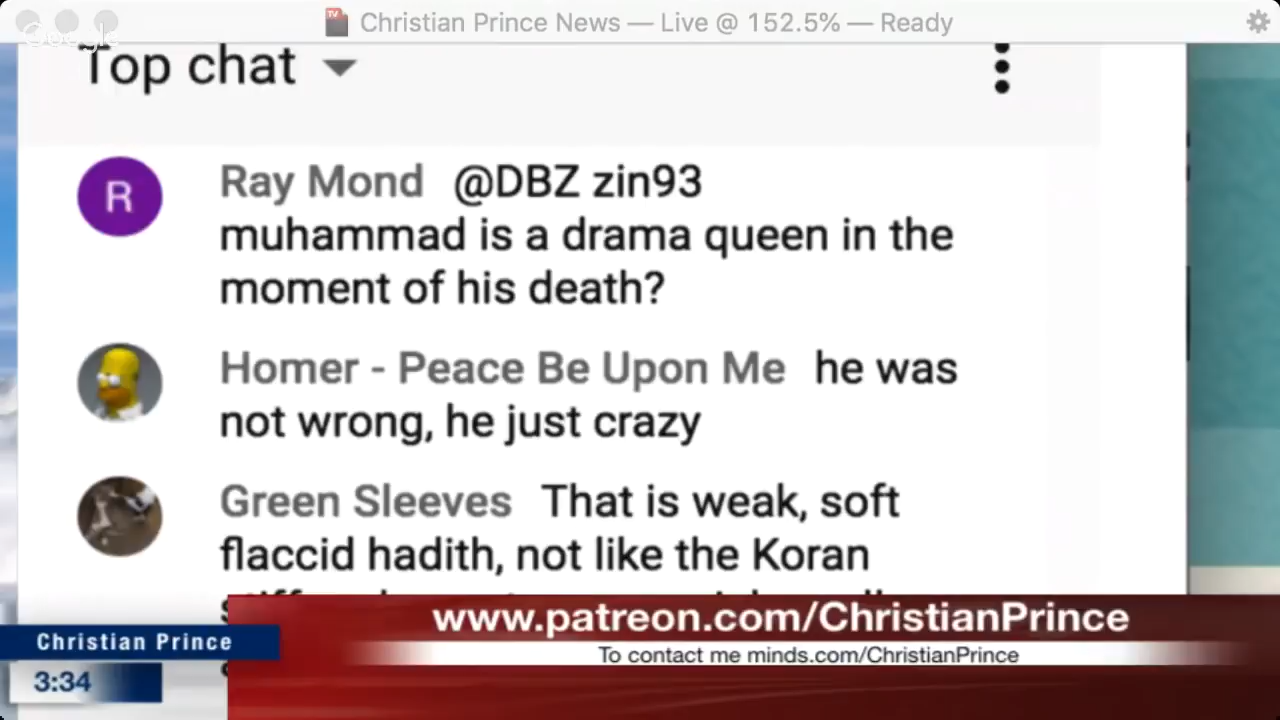 Christian Prince News — Live @ 152.5% — Ready
Google
Top chat
R
Ray Mond @DBZ zin93
muhammad is a drama queen in the
moment of his death?
Homer - Peace Be Upon Me he was
not wrong, he just crazy
Green Sleeves That is weak, soft
flaccid hadith, not like the Koran
www.patreon.com/ChristianPrince
Christian Prince
To contact me minds.com/ChristianPrince
3:34